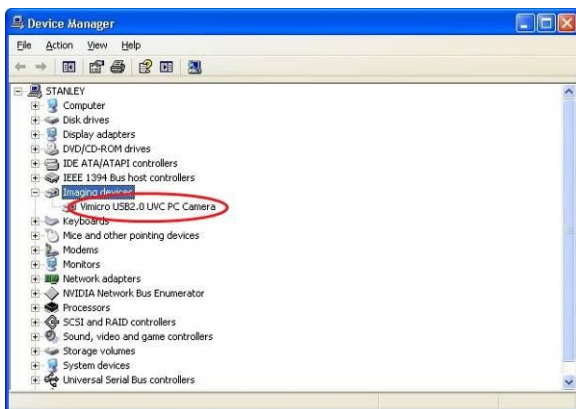 Device Manager
File Action View Help
STANLEY
Computer
Disk drives
Display adapters
DVD/CD-ROM drives
IDE ATA/ATAPI controllers
IEEE 1394 Bus host controllers
Imaging devices
Vimicro USB2.0 UVC PC Camera
Keyboards
Mice and other pointing devices
Modems
Monitors
Network adapters
NVIDIA Network Bus Enumerator
Processors
SCSI and RAID controllers
Sound, video and game controllers
Storage volumes
System devices
Universal Serial Bus controllers